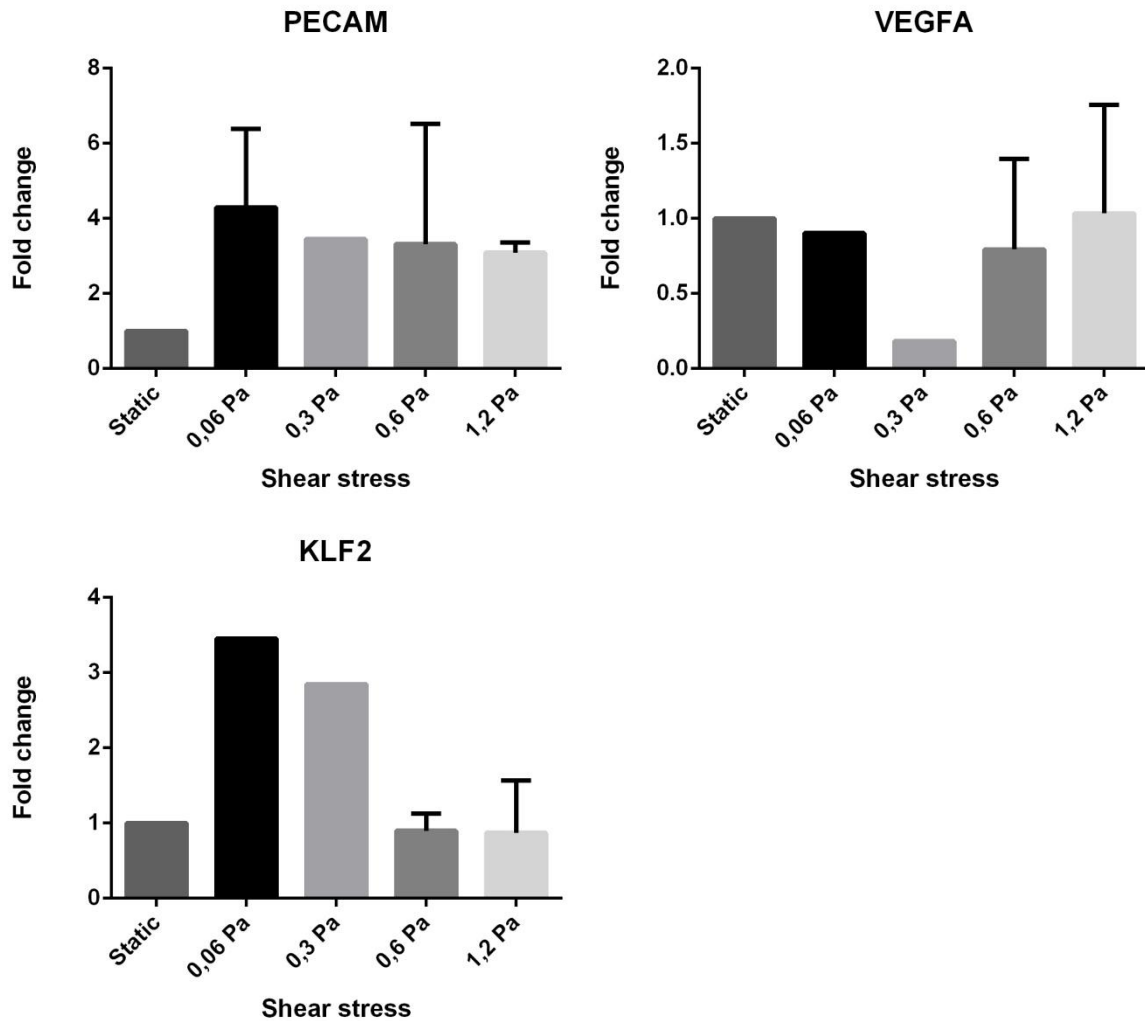 PECAM
Fold change
8
6
4
2
0
Static
0,06 Pa
0,3 Pa
0,6 Pa
1,2 Pa
Shear stress
VEGFA
Fold change
2.0
1.5
1.0
0.5
0.0
Static
0,06 Pa
0,3 Pa
0,6 Pa
1,2 Pa
Shear stress
KLF2
Fold change
4
3
2
1
0
Static
0,06 Pa
0,3 Pa
0,6 Pa
1,2 Pa
Shear stress